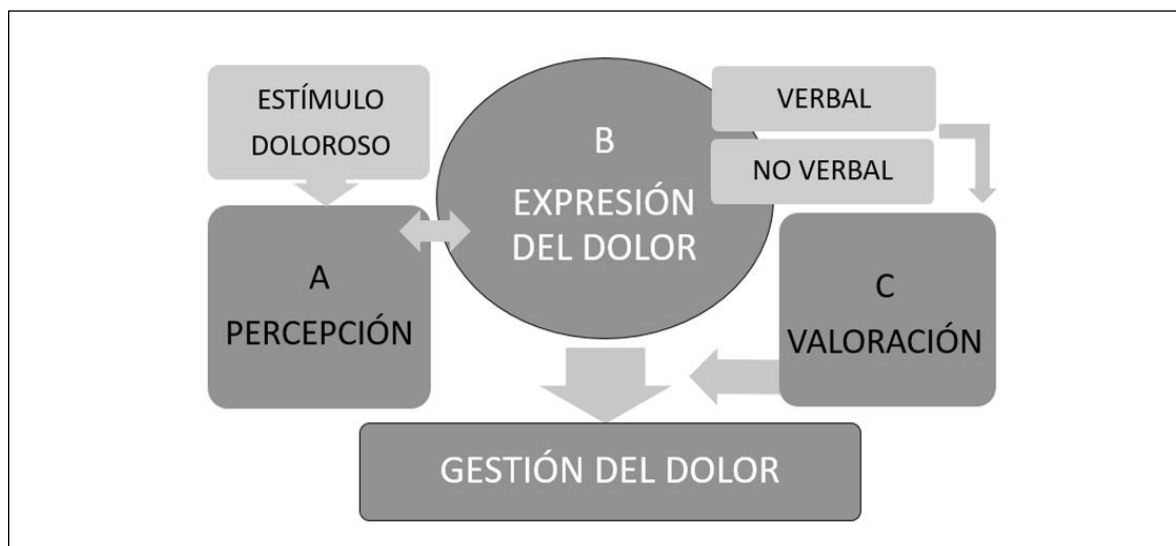 ESTÍMULO
DOLOROSO
A
PERCEPCIÓN
B
EXPRESIÓN
DEL DOLOR
VERBAL
NO VERBAL
C
VALORACIÓN
GESTIÓN DEL DOLOR